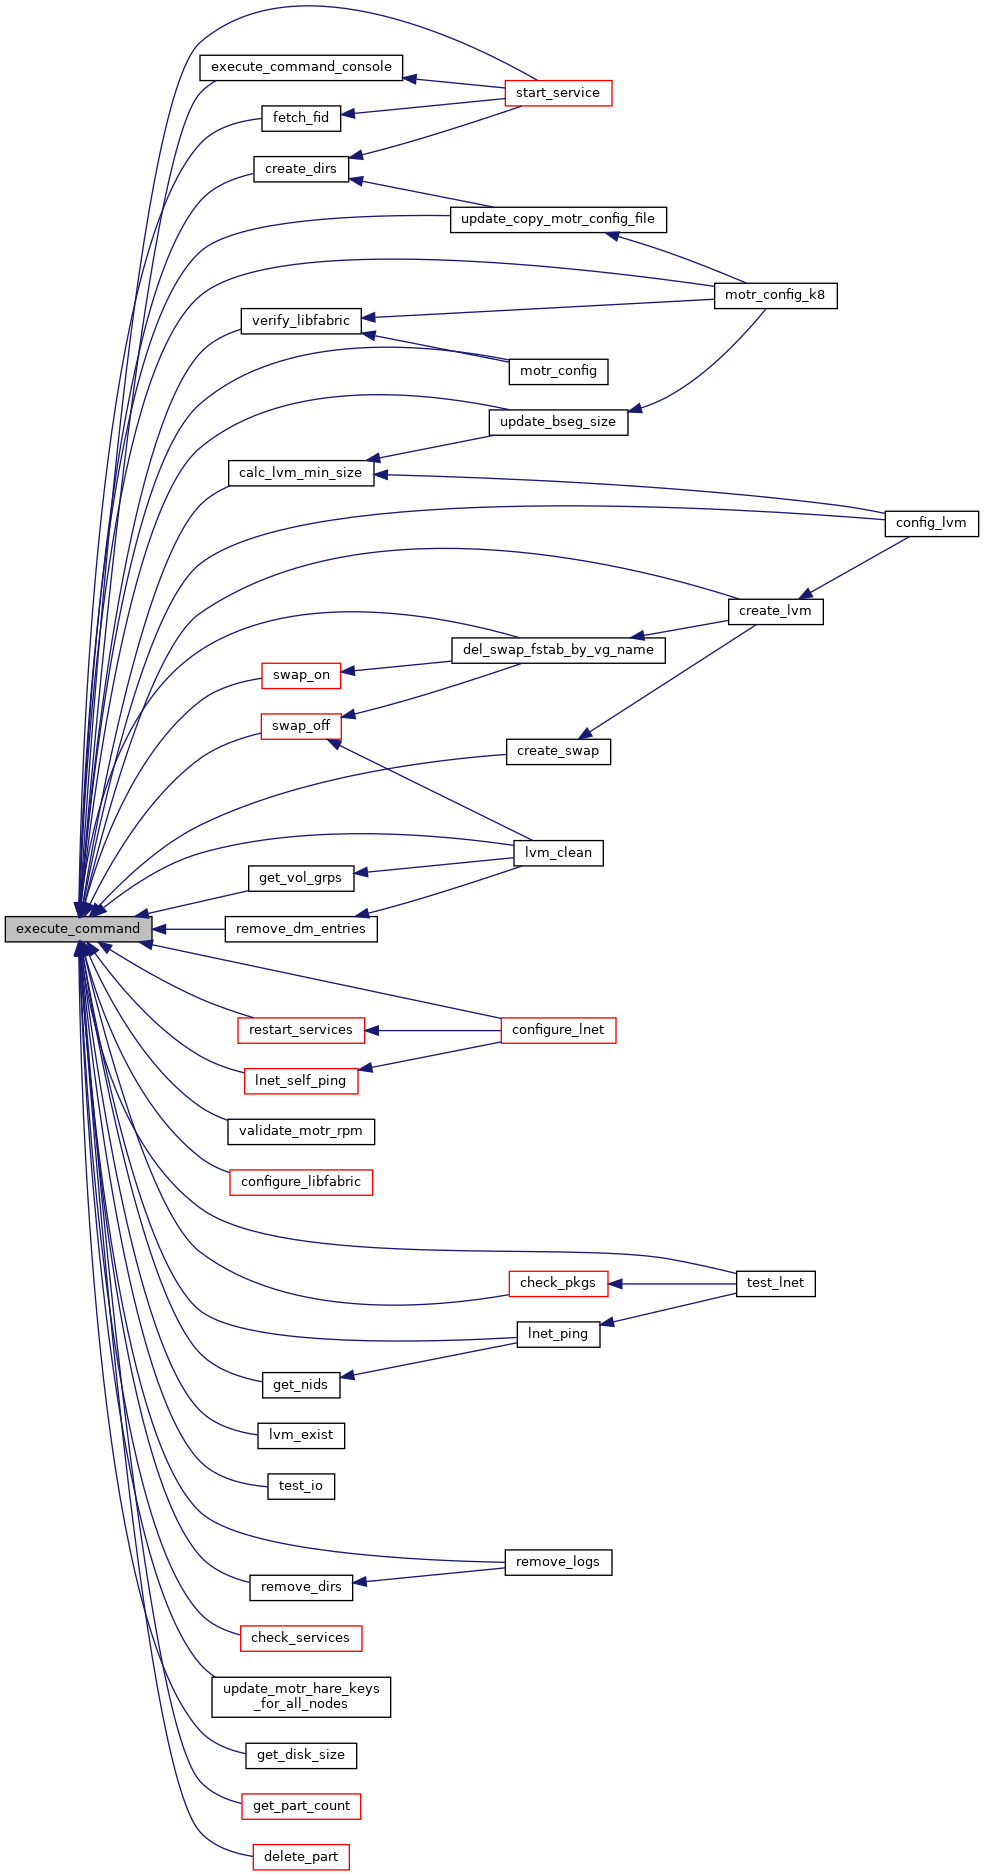 execute_command_console
start_service
fetch_fid
create_dirs
update_copy_motr_config_file
motr_config_k8
verify_libfabric
motr_config
update_bseg_size
calc_lvm_min_size
config_lvm
create_lvm
del_swap_fstab_by_vg_name
swap_on
swap_off
create_swap
lvm_clean
get_vol_grps
execute_command
remove_dm_entries
restart_services
configure_lnet
lnet_self_ping
validate_motr_rpm
configure_libfabric
check_pkgs
test_lnet
lnet_ping
get_nids
lvm_exist
test_io
remove_logs
remove_dirs
check_services
update_motr_hare_keys
_for_all_nodes
get_disk_size
get_part_count
delete_part